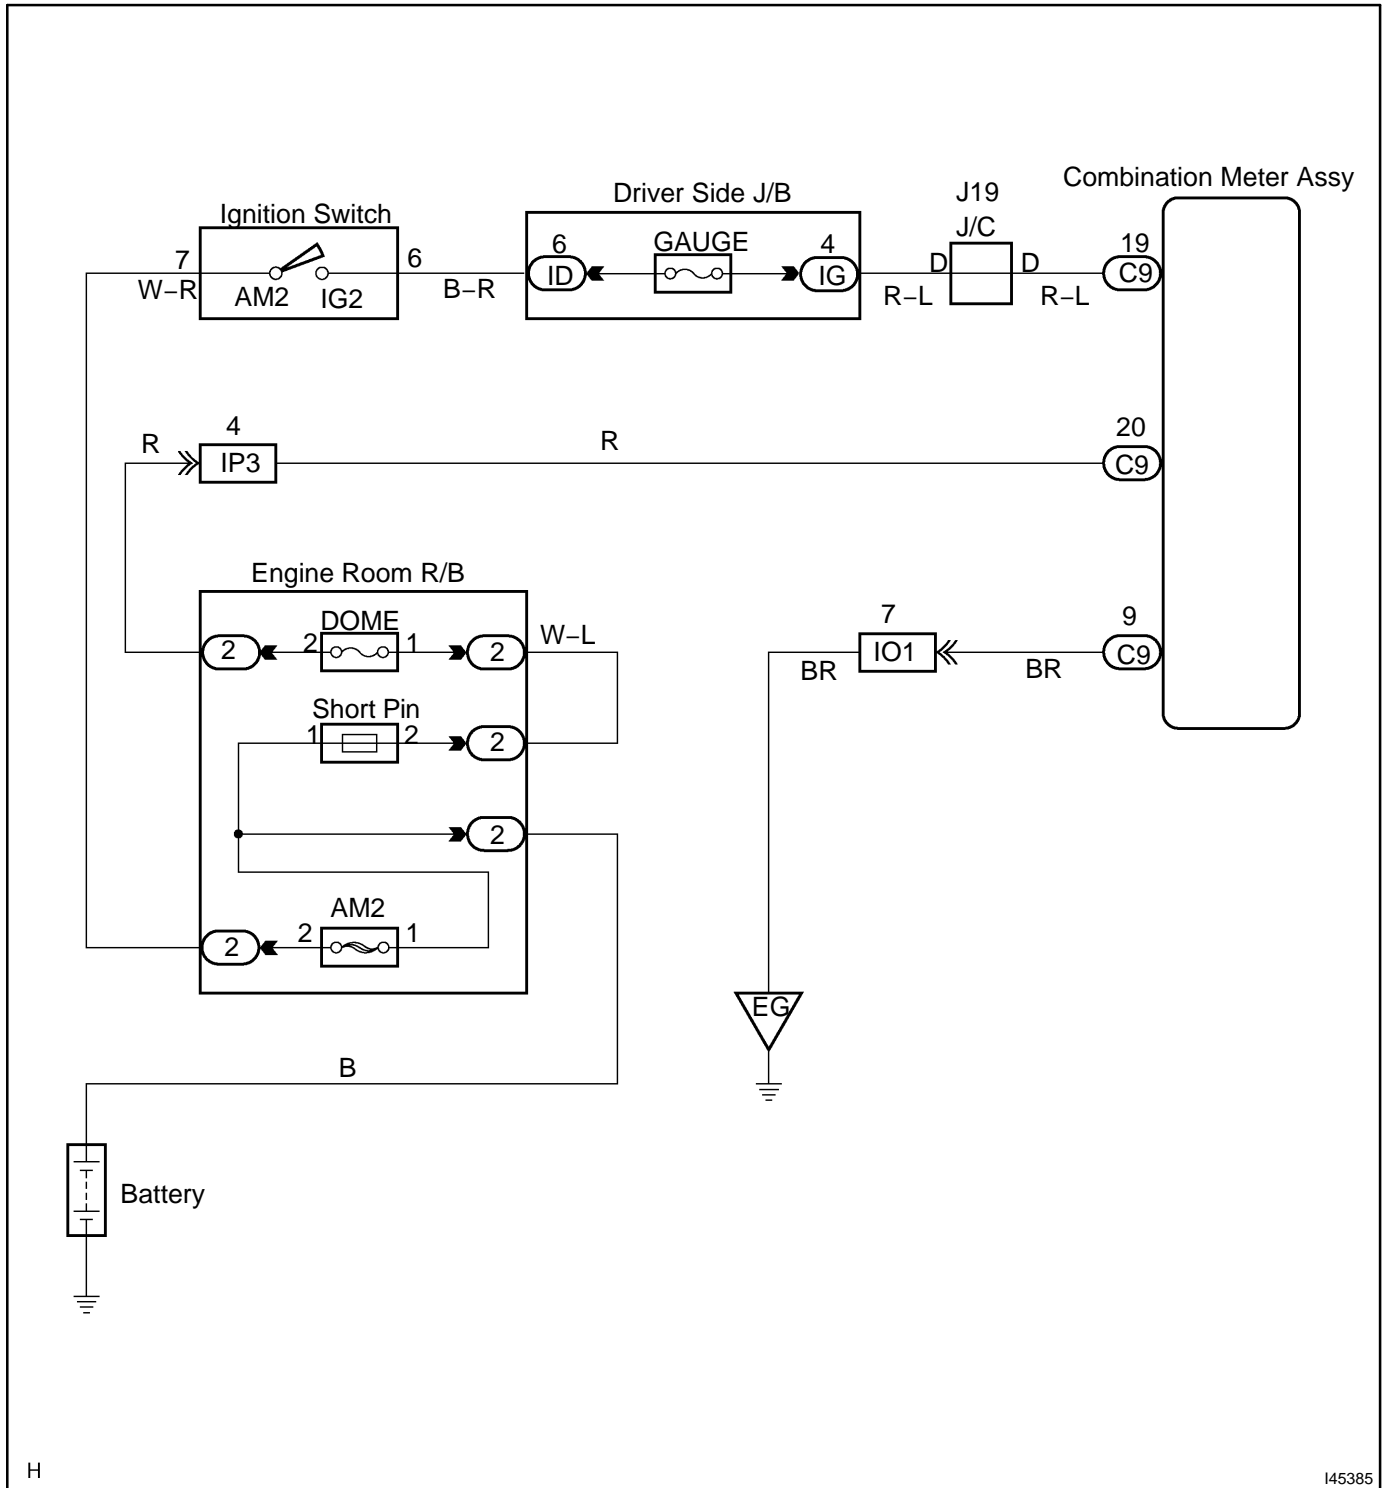 Combination Meter Assy
Driver Side J/B
J19
J/C
Ignition Switch
GAUGE
7
6
6
4
19
ID
IG
D
D
C9
W–R
AM2
IG2
B–R
R–L
R–L
4
20
R
IP3
R
C9
Engine Room R/B
DOME
7
9
2
2
1
2
W–L
IO1
C9
BR
BR
Short Pin
1
2
2
2
AM2
2
2
1
EG
B
Battery
H
I45385